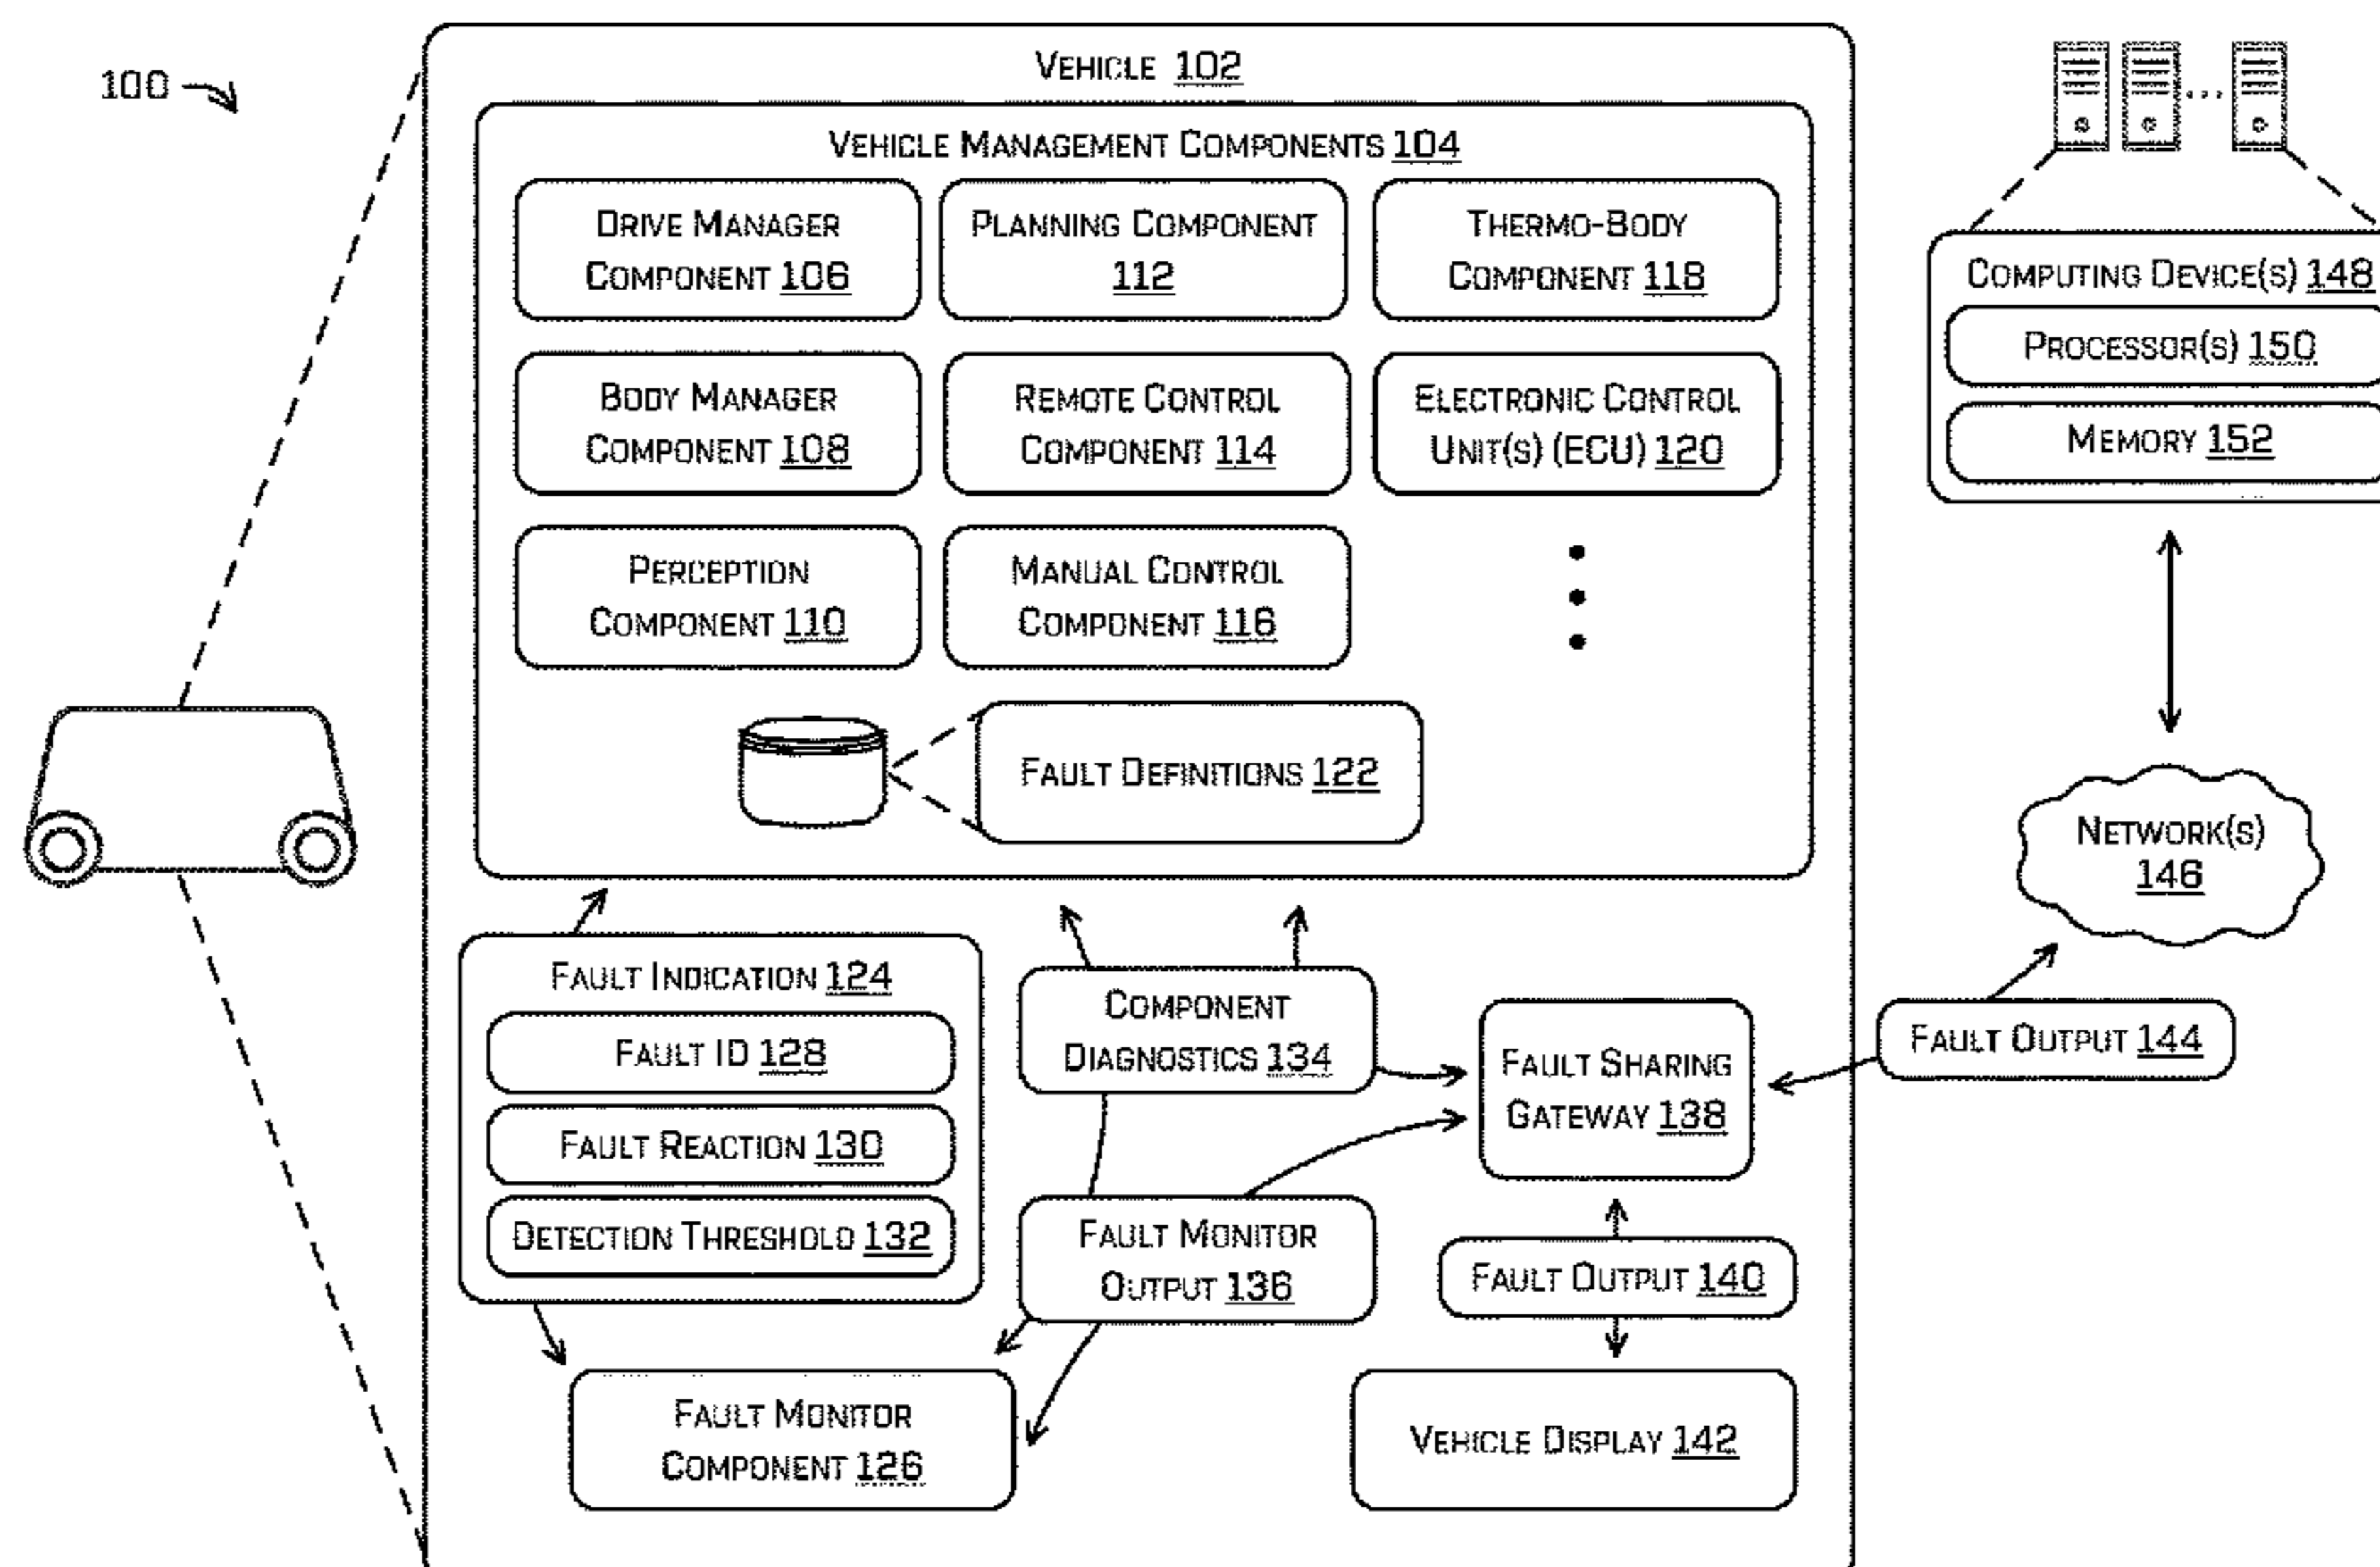 100
VEHICLE 102
VEHICLE MANAGEMENT COMPONENTS 104
DRIVE MANAGER
COMPONENT 106
PLANNING COMPONENT
112
THERMO-BODY
COMPONENT 118
BODY MANAGER
COMPONENT 108
REMOTE CONTROL
COMPONENT 114
ELECTRONIC CONTROL
UNIT(S) (ECU) 120
PERCEPTION
COMPONENT 110
MANUAL CONTROL
COMPONENT 116
FAULT DEFINITIONS 122
FAULT INDICATION 124
FAULT ID 128
FAULT REACTION 130
DETECTION THRESHOLD 132
COMPONENT
DIAGNOSTICS 134
FAULT MONITOR
OUTPUT 136
FAULT SHARING
GATEWAY 138
FAULT OUTPUT 140
FAULT MONITOR
COMPONENT 126
VEHICLE DISPLAY 142
COMPUTING DEVICE(S) 148
PROCESSOR(S) 150
MEMORY 152
NETWORK(S)
146
FAULT OUTPUT 144